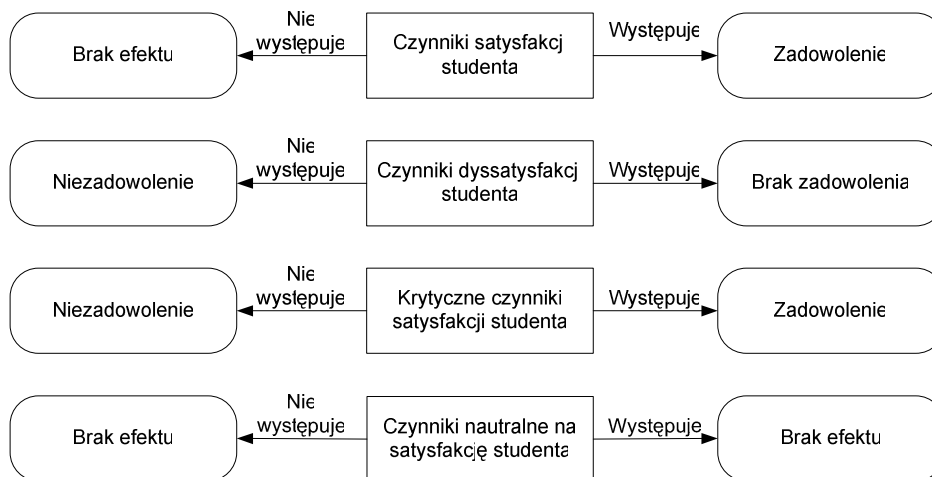 Brak efektu
Nie
występuje
Czynniki satysfakcj
studenta
Występuje
Zadowolenie
Niezadowolenie
Nie
występuje
Czynniki dyssatysfakcj
studenta
Występuje
Brak zadowolenia
Niezadowolenie
Nie
występuje
Krytyczne czynniki
satysfakcji studenta
Występuje
Zadowolenie
Brak efektu
Nie
występuje
Czynniki nautralne na
satysfakcję studenta
Występuje
Brak efektu